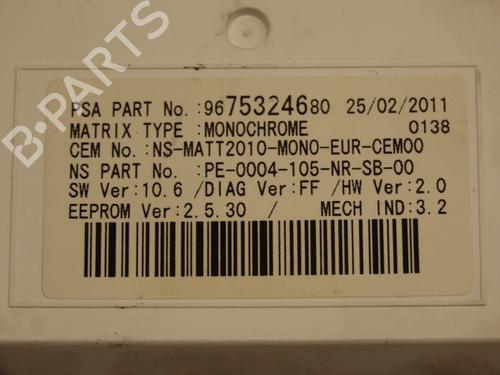 PSA PART No. :9675324680 25/02/2011
MATRIX TYPE :MONOCHROME 0138
CEM No. :NS-MATT2010-MONO-EUR-CEM00
NS PART No. :PE-0004-105-NR-SB-00
SW Ver:10.6 /DIAG Ver:FF /HW Ver:2.0
EEPROM Ver:2.5.30 / MECH IND:3.2